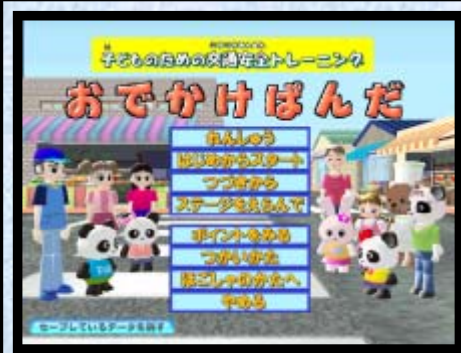 子どものための交通安全トレーニング
おでかけぱんだ
れんしゅう
はじめからスタート
つづきから
ステージをえらんで
ポイントをみる
つかいかた
ほごしゃのかたへ
やめる
セーブしているデータを消す